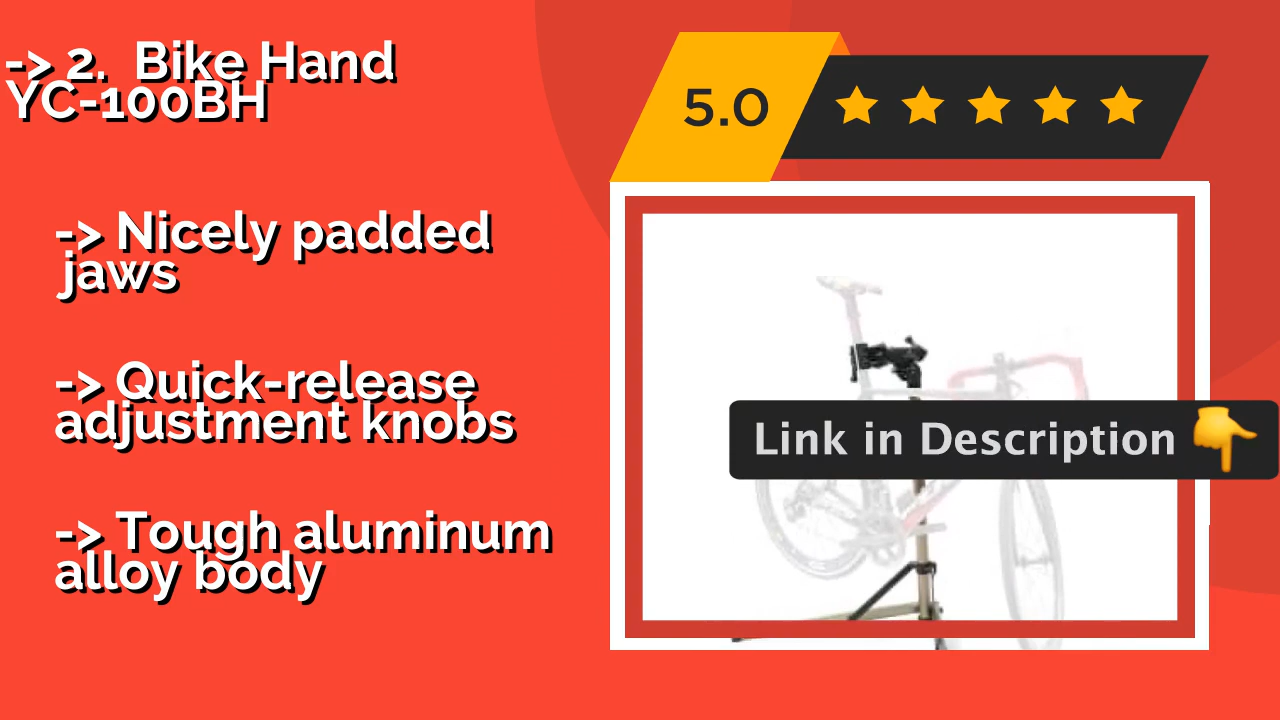 -> 2.  Bike Hand
YC-100BH
5.0
-> Nicely padded
jaws
-> Quick-release
adjustment knobs
Link in Description 👇
-> Tough aluminum
alloy body